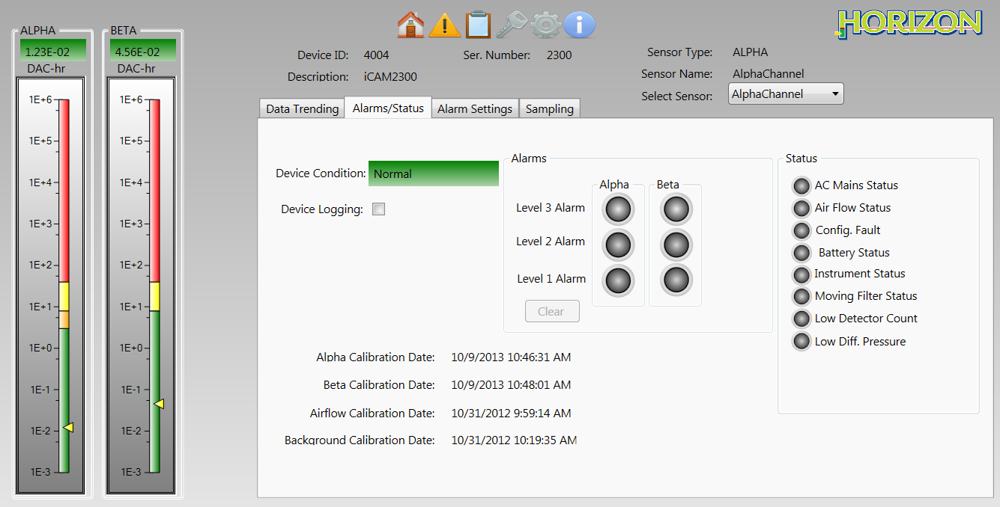 ALPHA
1.23E-02
DAC-hr
1E+6
1E+5
1E+4
1E+3
1E+2
1E+1
1E+0
1E-1
1E-2
1E-3
BETA
4.56E-02
DAC-hr
1E+6
1E+5
1E+4
1E+3
1E+2
1E+1
1E+0
1E-1
1E-2
1E-3
HORIZON
Device ID: 4004 Ser. Number: 2300
Description: iCAM2300
Sensor Type: ALPHA
Sensor Name: AlphaChannel
Select Sensor: AlphaChannel
Data Trending Alarms/Status Alarm Settings Sampling
Device Condition: Normal
Device Logging:
Alarms
Alpha Beta
Level 3 Alarm
Level 2 Alarm
Level 1 Alarm
Clear
Status
AC Mains Status
Air Flow Status
Config. Fault
Battery Status
Instrument Status
Moving Filter Status
Low Detector Count
Low Diff. Pressure
Alpha Calibration Date: 10/9/2013 10:46:31 AM
Beta Calibration Date: 10/9/2013 10:48:01 AM
Airflow Calibration Date: 10/31/2012 9:59:14 AM
Background Calibration Date: 10/31/2012 10:19:35 AM